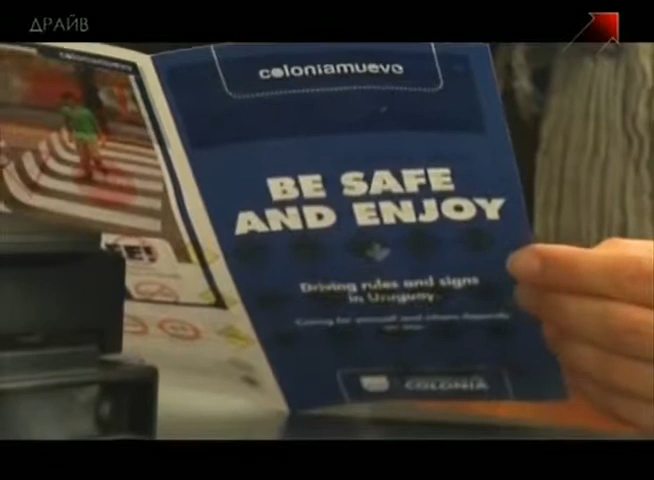 ДРАЙВ
coloniamueve
BE SAFE
AND ENJOY
Driving rules and signs
in Uruguay.
COLONIA